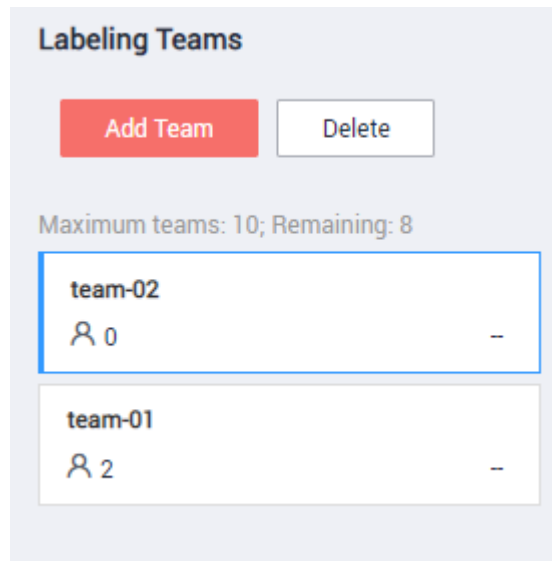 Labeling Teams
Add Team Delete
Maximum teams: 10; Remaining: 8
team-02
0 --
team-01
2 --